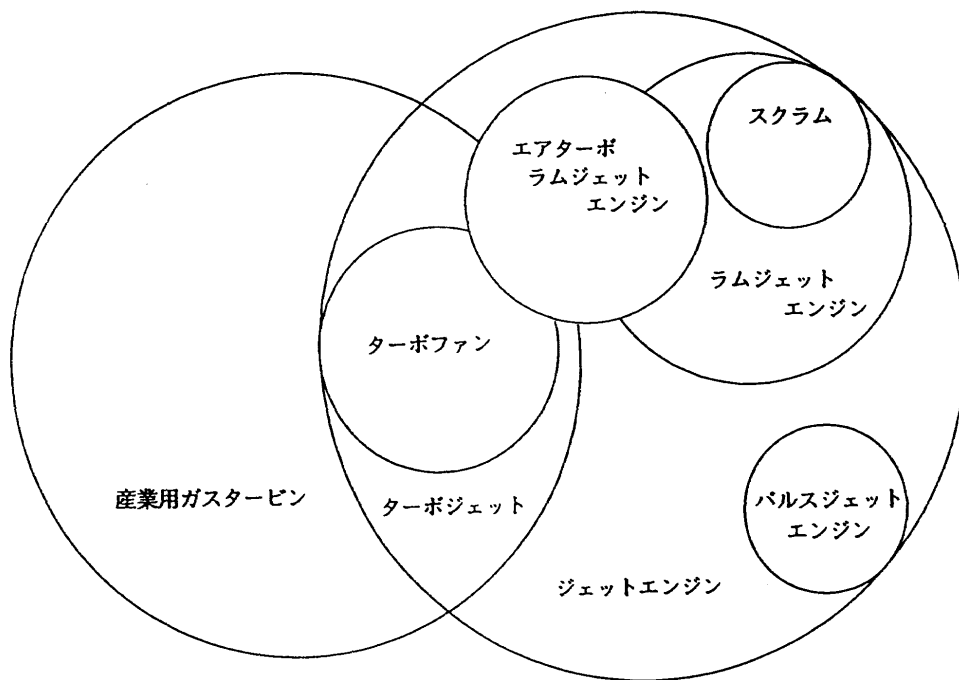 スクラム
エアターボ
ラムジェット
エンジン
ラムジェット
エンジン
ターボファン
産業用ガスタービン
ターボジェット
パルスジェット
エンジン
ジェットエンジン